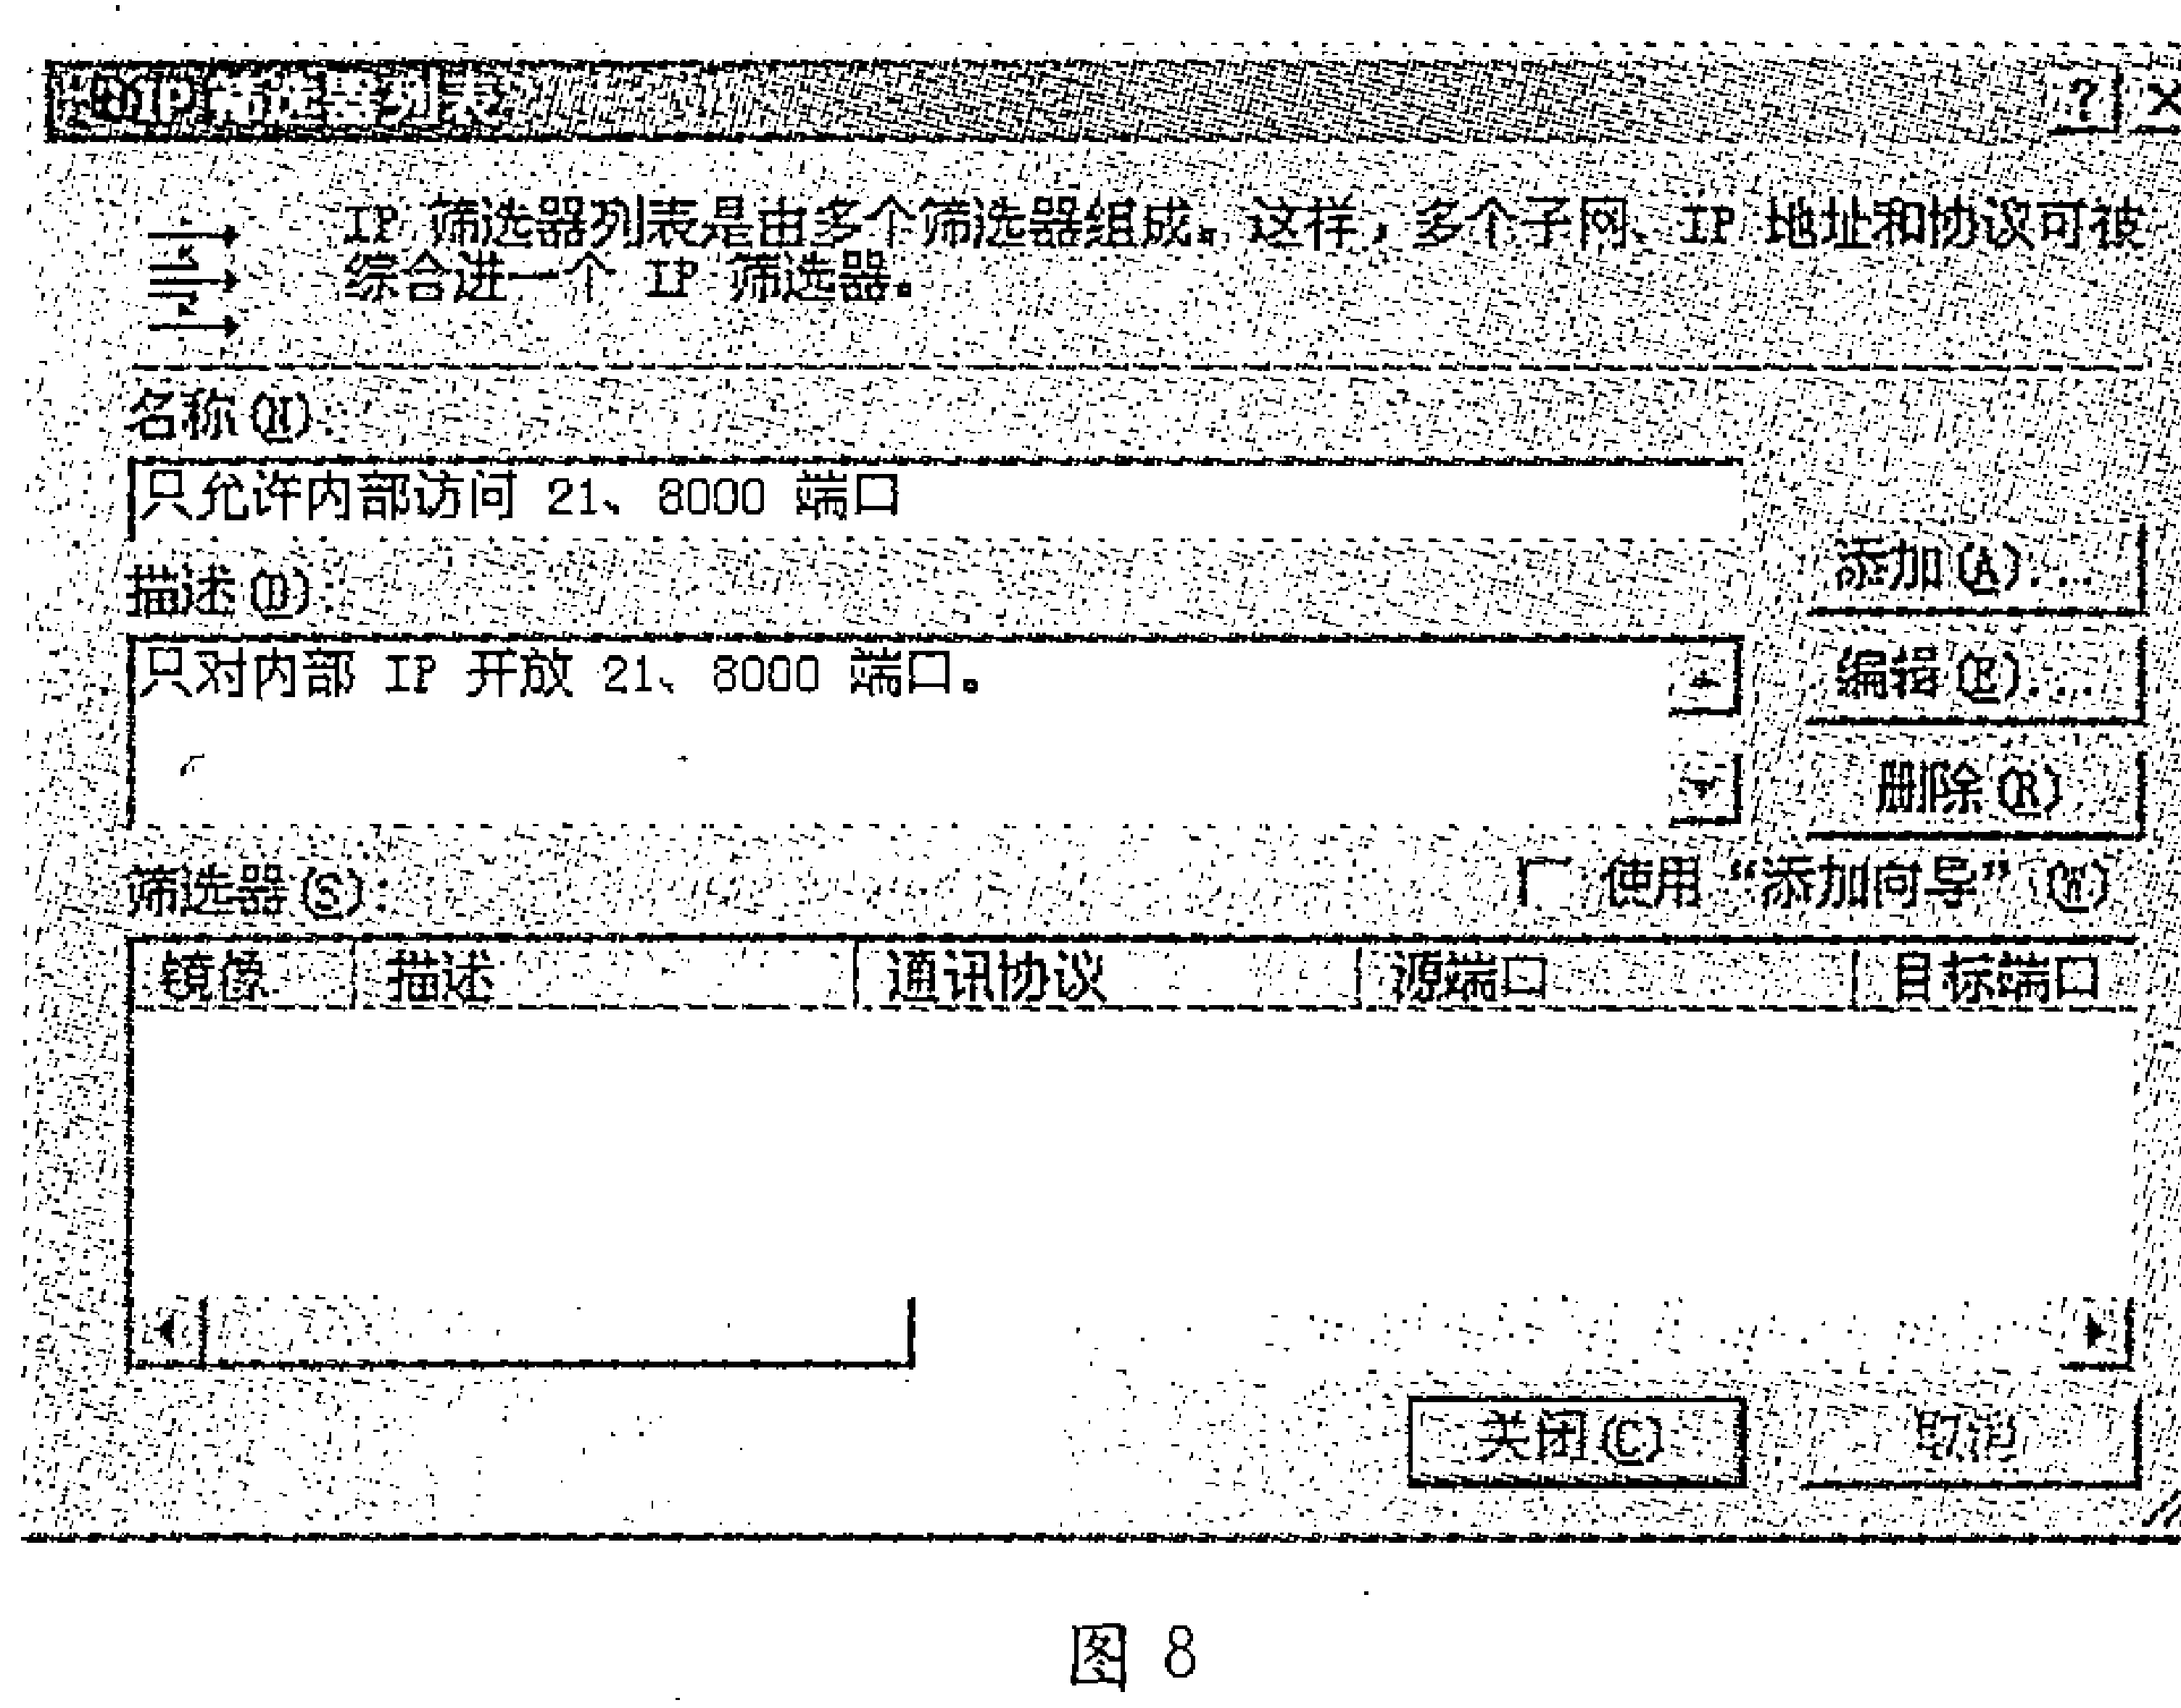 IP 筛选器列表
IP 筛选器列表是由多个筛选器组成。这样，多个子网、IP 地址和协议可被
综合进一个 IP 筛选器。
名称(N):
只允许内部访问 21、8000 端口
描述(D):
只对内部 IP 开放 21、8000 端口。
添加(A)...
编辑(E)...
删除(R)
筛选器(S):
使用“添加向导”(W)
镜像 描述 通讯协议 源端口 目标端口
关闭(C) 取消
图 8